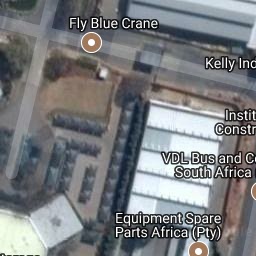 Fly Blue Crane
Kelly Ind
Instit
Constr
VDL Bus and Co
South Africa
Equipment Spare
Parts Africa (Pty)